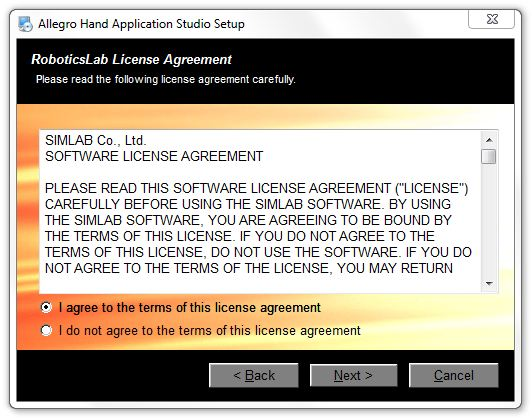 Allegro Hand Application Studio Setup
RoboticsLab License Agreement
Please read the following license agreement carefully.
SIMLAB Co., Ltd.
SOFTWARE LICENSE AGREEMENT
PLEASE READ THIS SOFTWARE LICENSE AGREEMENT ("LICENSE")
CAREFULLY BEFORE USING THE SIMLAB SOFTWARE. BY USING
THE SIMLAB SOFTWARE, YOU ARE AGREEING TO BE BOUND BY
THE TERMS OF THIS LICENSE. IF YOU DO NOT AGREE TO THE
TERMS OF THIS LICENSE, DO NOT USE THE SOFTWARE. IF YOU DO
NOT AGREE TO THE TERMS OF THE LICENSE, YOU MAY RETURN
I agree to the terms of this license agreement
I do not agree to the terms of this license agreement
< Back Next > Cancel